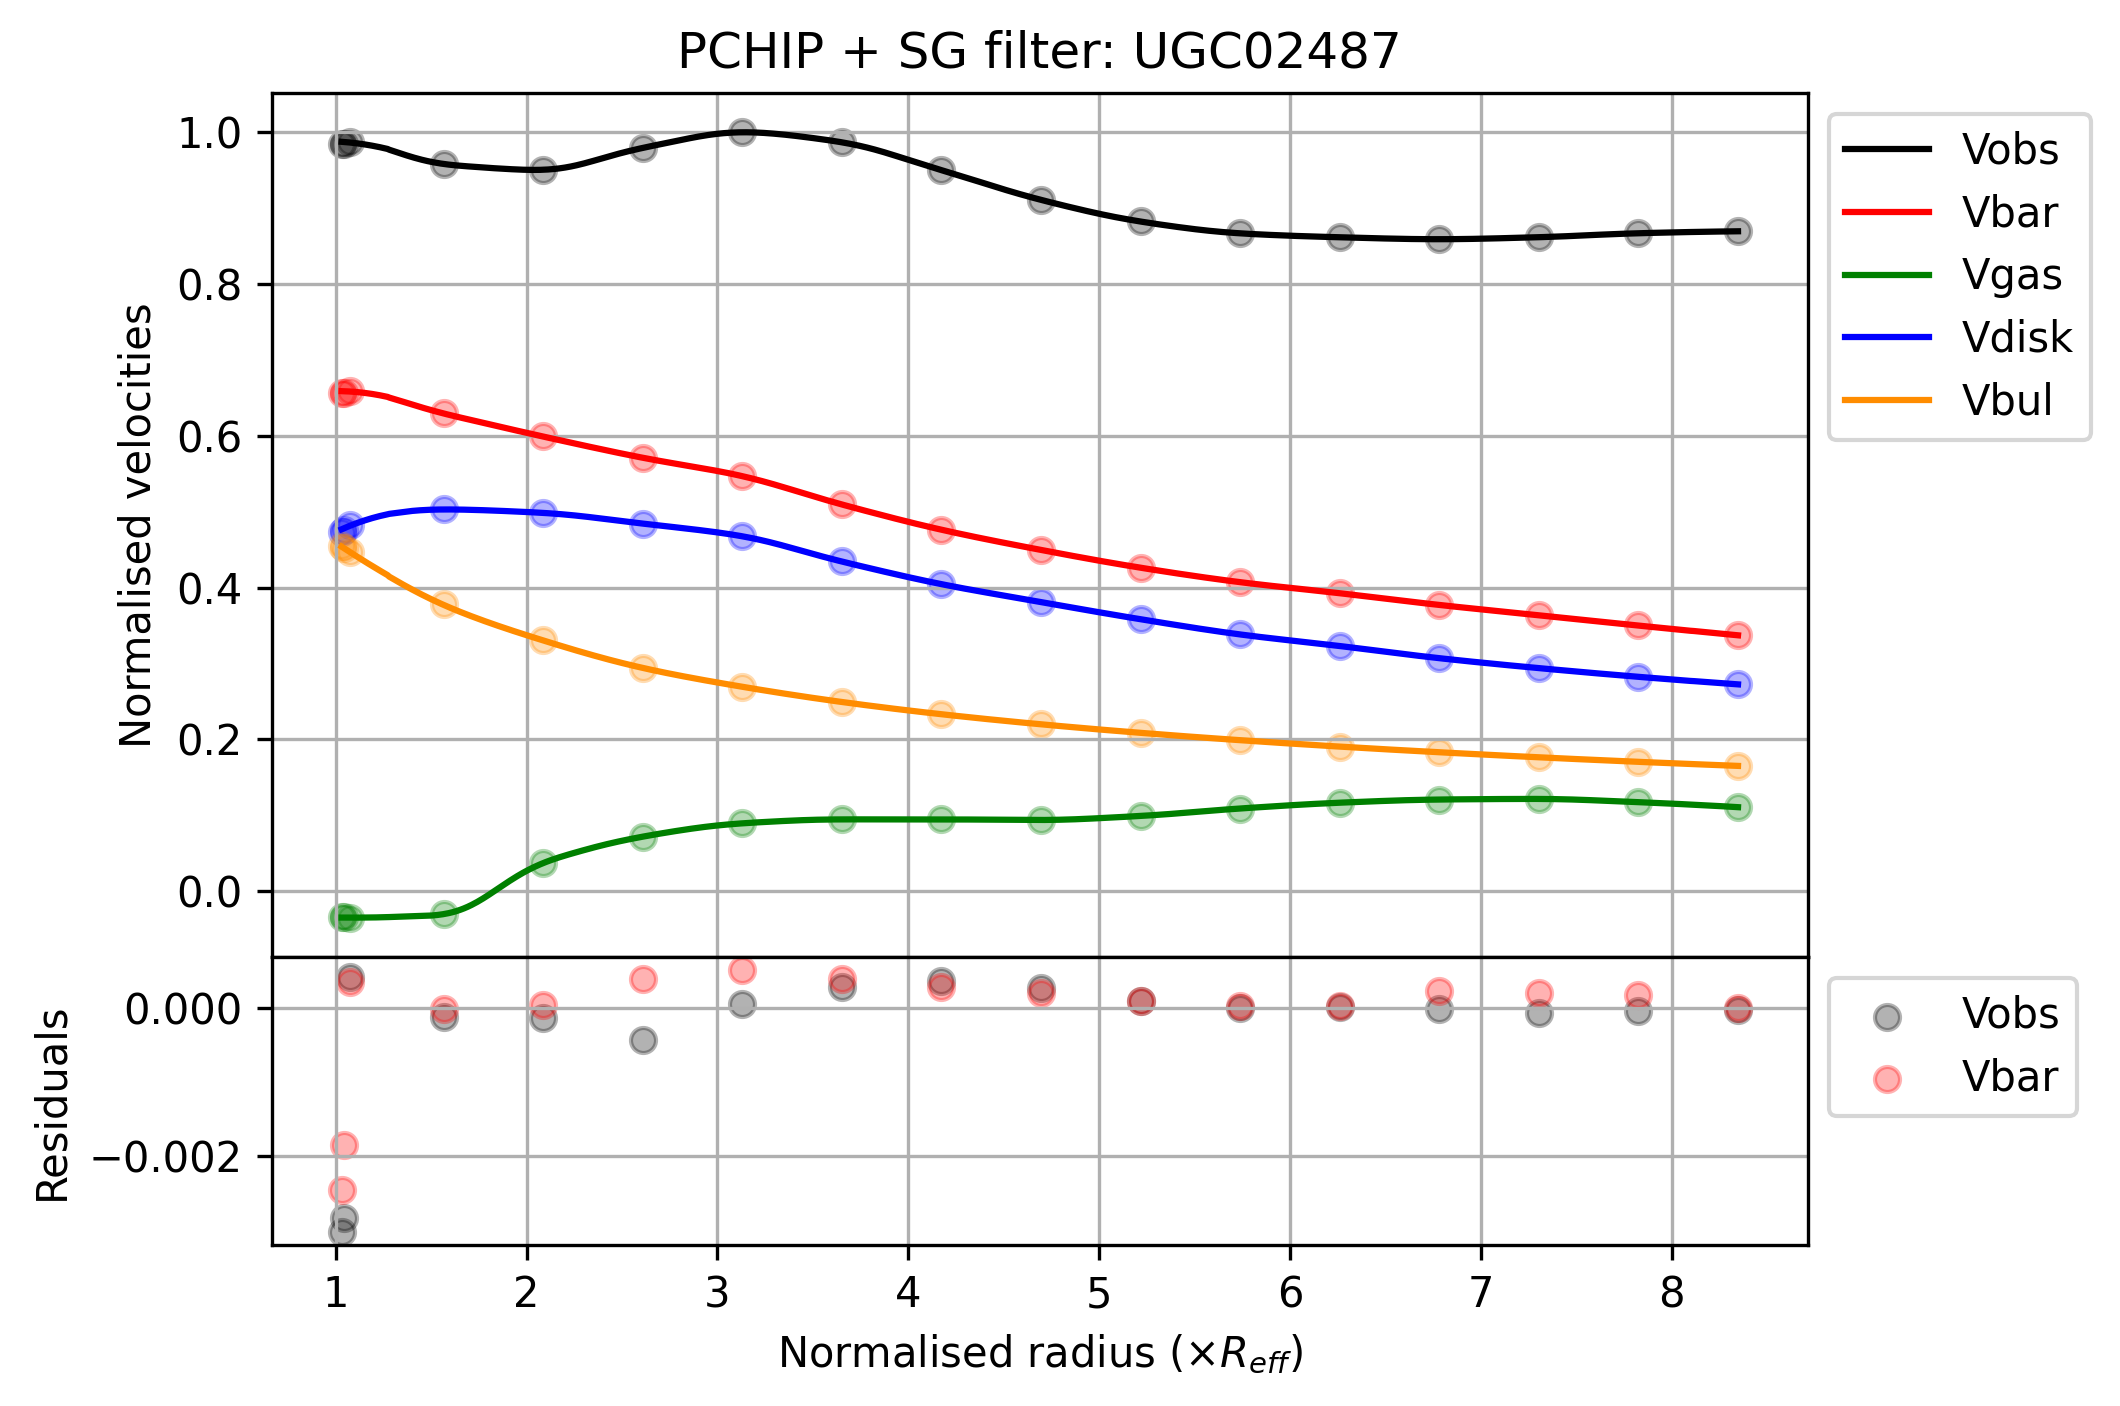 PCHIP + SG filter: UGC02487
Normalised velocities
1.0
0.8
0.6
0.4
0.2
0.0
Vobs
Vbar
Vgas
Vdisk
Vbul
Residuals
0.000
−0.002
Vobs
Vbar
1 2 3 4 5 6 7 8
Normalised radius (×R_eff)